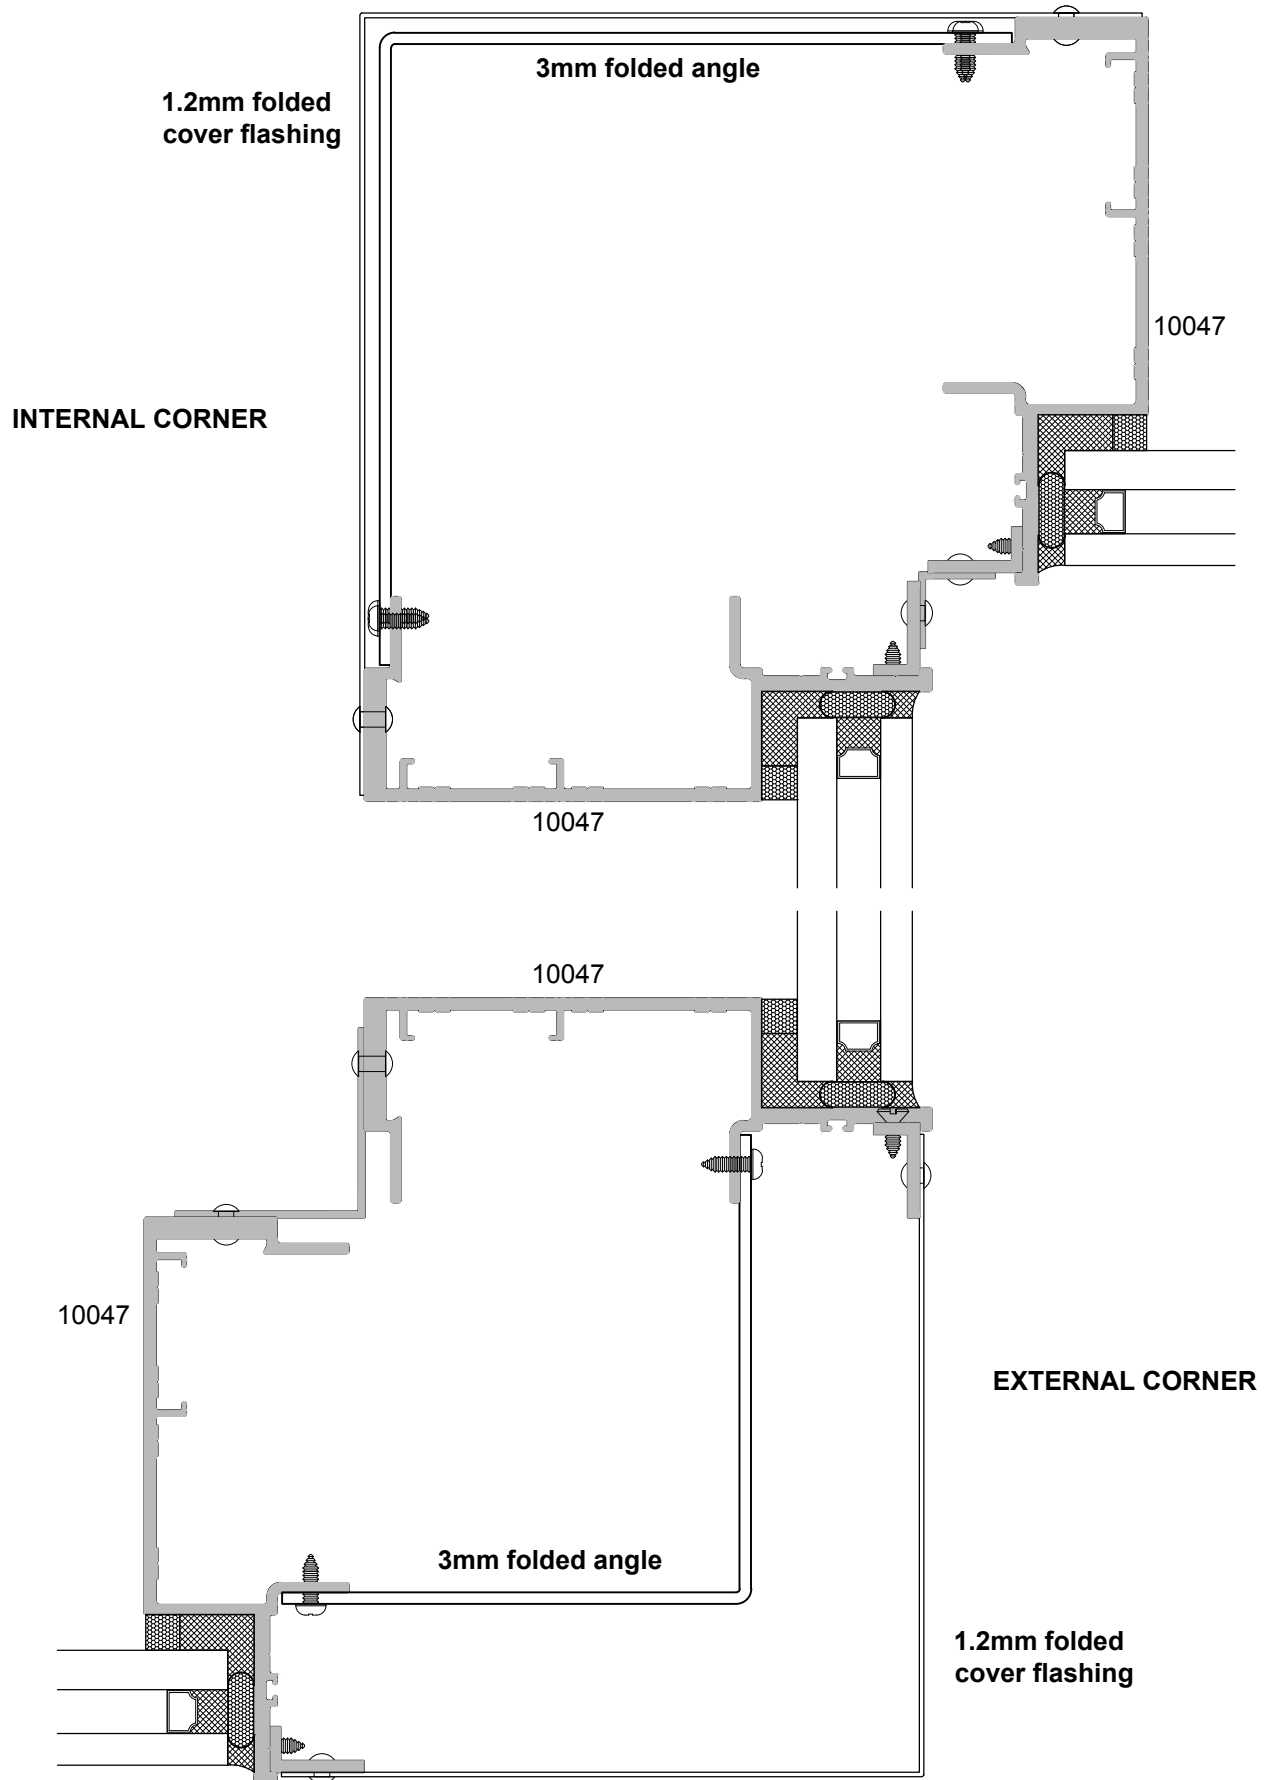 3mm folded angle
1.2mm folded
cover flashing
10047
INTERNAL CORNER
10047
10047
10047
EXTERNAL CORNER
3mm folded angle
1.2mm folded
cover flashing